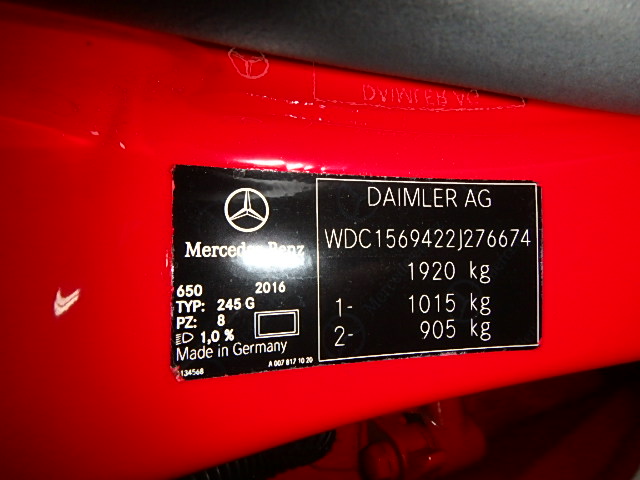 Mercedes-Benz
650 2016
TYP: 245 G
PZ: 8
1,0 %
Made in Germany
134568
A 007 817 10 20
DAIMLER AG
WDC1569422J276674
1920 kg
1- 1015 kg
2- 905 kg